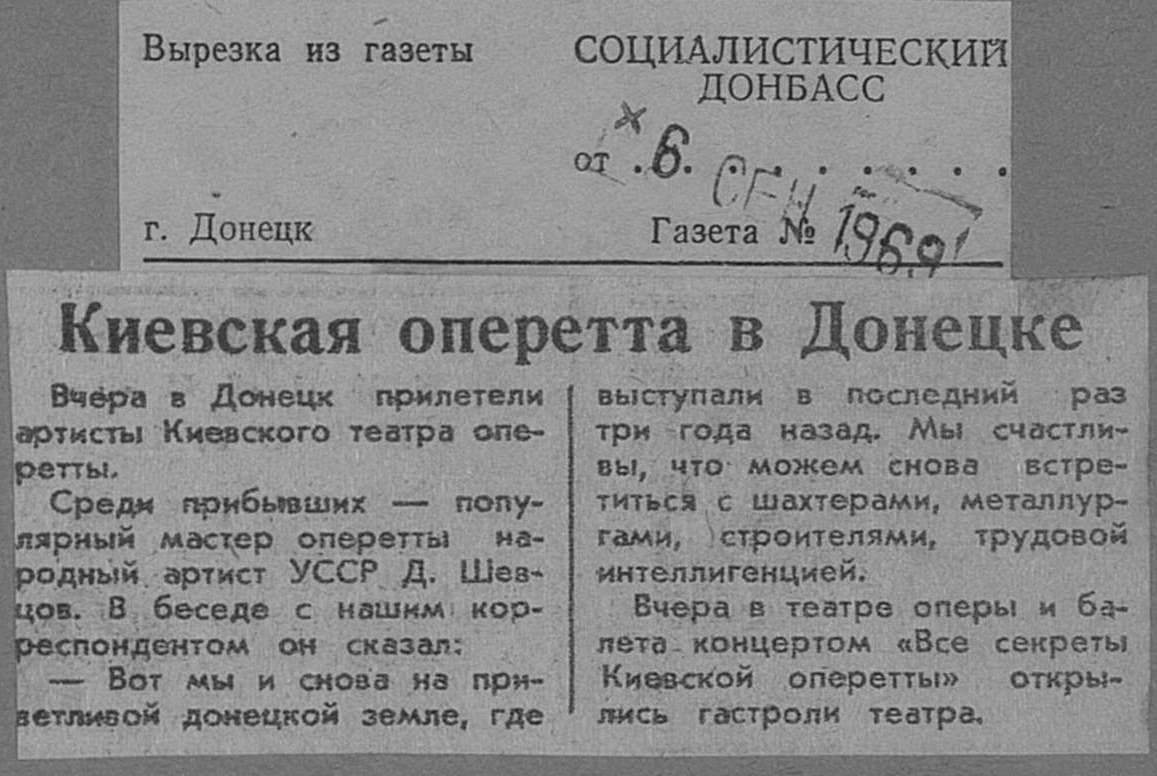 Вырезка из газеты
СОЦИАЛИСТИЧЕСКИЙ
ДОНБАСС
от . 6. СЕН 1969
г. Донецк
Газета №
Киевская оперетта в Донецке
Вчера в Донецк прилетели
артисты Киевского театра опе-
ретты.
Среди прибывших — попу-
лярный мастер оперетты на-
родный артист УССР Д. Шев-
цов. В беседе с нашим кор-
респондентом он сказал:
— Вот мы и снова на при-
ветливой донецкой земле, где
выступали в последний раз
три года назад. Мы счастли-
вы, что можем снова встре-
титься с шахтерами, металлур-
гами, строителями, трудовой
интеллигенцией.
Вчера в театре оперы и ба-
лета концертом «Все секреты
Киевской оперетты» откры-
лись гастроли театра.